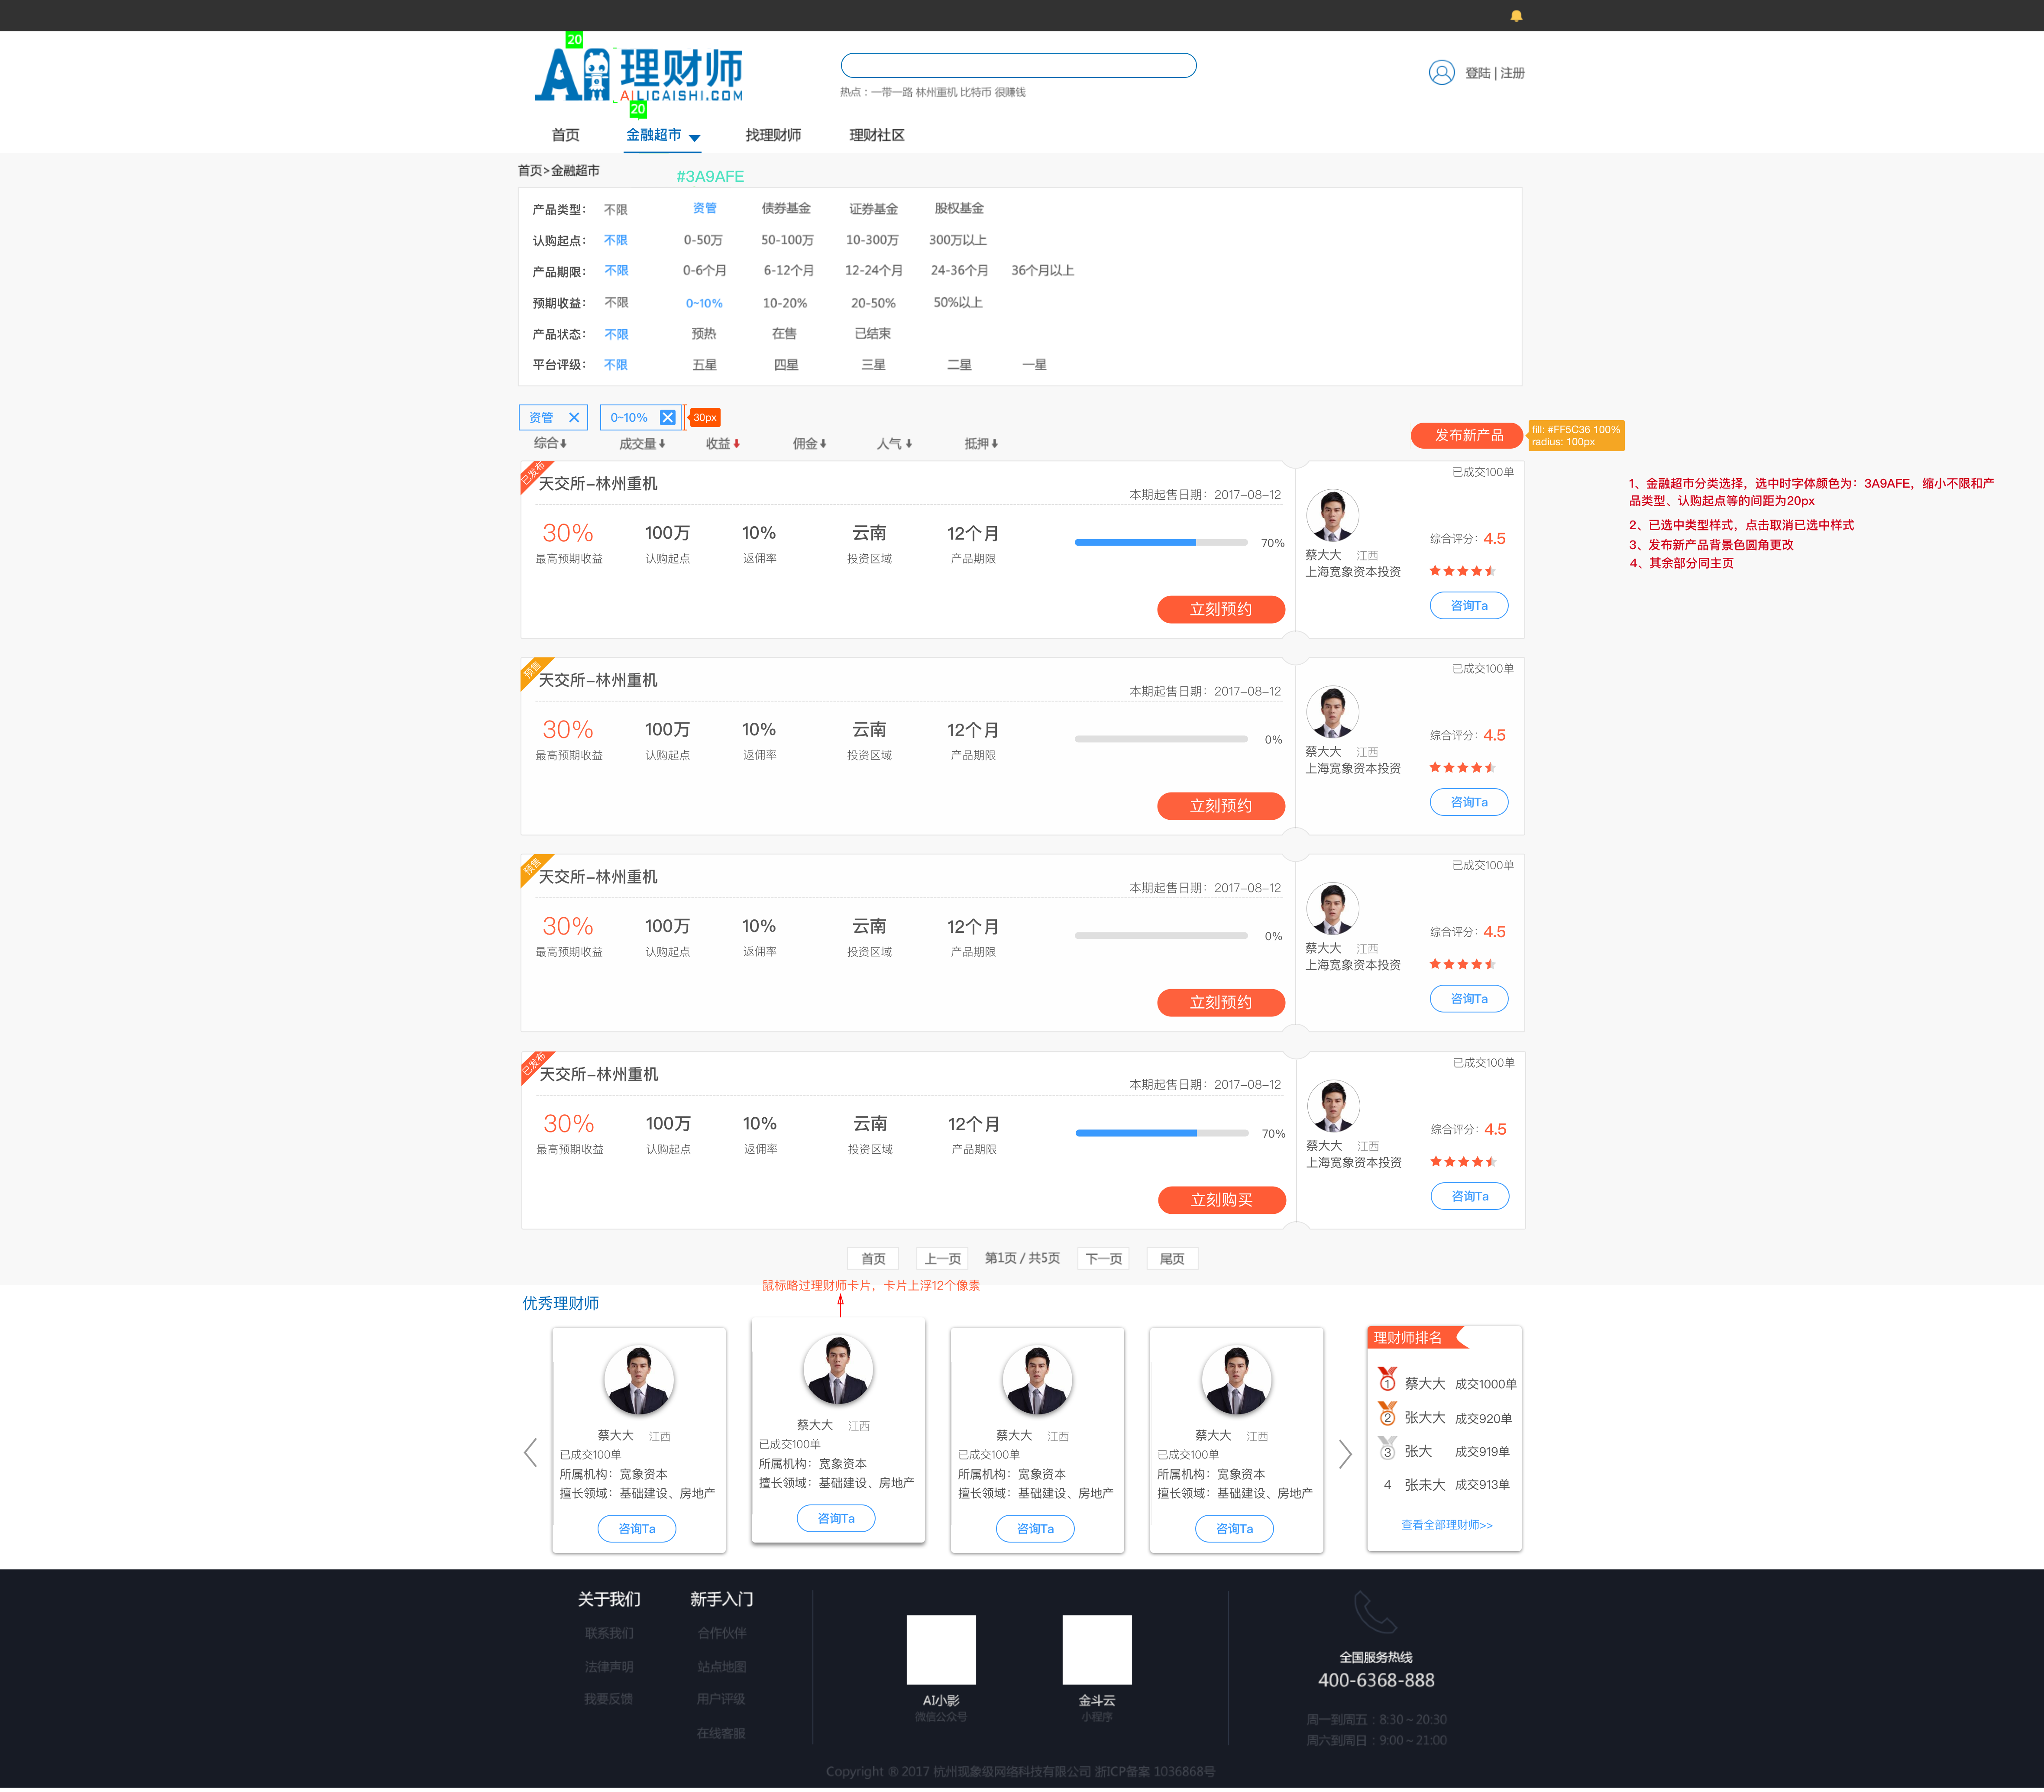 20
AI理财师
AILICAISHI.COM
20
热点：一带一路 林州重机 比特币 很赚钱
登陆 | 注册
首页 金融超市 找理财师 理财社区
首页>金融超市
#3A9AFE
产品类型： 不限 资管 债券基金 证券基金 股权基金
认购起点： 不限 0-50万 50-100万 10-300万 300万以上
产品期限： 不限 0-6个月 6-12个月 12-24个月 24-36个月 36个月以上
预期收益： 不限 0~10% 10-20% 20-50% 50%以上
产品状态： 不限 预热 在售 已结束
平台评级： 不限 五星 四星 三星 二星 一星
资管 0~10% 30px
综合 成交量 收益 佣金 人气 抵押
发布新产品
fill: #FF5C36 100%
radius: 100px
1、金融超市分类选择，选中时字体颜色为：3A9AFE，缩小不限和产
品类型、认购起点等的间距为20px
2、已选中类型样式，点击取消已选中样式
3、发布新产品背景色圆角更改
4、其余部分同主页
已发布
天交所-林州重机
本期起售日期：2017-08-12
30% 100万 10% 云南 12个月
70%
最高预期收益 认购起点 返佣率 投资区域 产品期限
立刻预约
已成交100单
综合评分：4.5
蔡大大 江西
上海宽象资本投资
咨询Ta
预售
天交所-林州重机
本期起售日期：2017-08-12
30% 100万 10% 云南 12个月
0%
最高预期收益 认购起点 返佣率 投资区域 产品期限
立刻预约
已成交100单
综合评分：4.5
蔡大大 江西
上海宽象资本投资
咨询Ta
预售
天交所-林州重机
本期起售日期：2017-08-12
30% 100万 10% 云南 12个月
0%
最高预期收益 认购起点 返佣率 投资区域 产品期限
立刻预约
已成交100单
综合评分：4.5
蔡大大 江西
上海宽象资本投资
咨询Ta
已发布
天交所-林州重机
本期起售日期：2017-08-12
30% 100万 10% 云南 12个月
70%
最高预期收益 认购起点 返佣率 投资区域 产品期限
立刻购买
已成交100单
综合评分：4.5
蔡大大 江西
上海宽象资本投资
咨询Ta
首页 上一页 第1页 / 共5页 下一页 尾页
鼠标略过理财师卡片，卡片上浮12个像素
优秀理财师
蔡大大 江西
已成交100单
所属机构：宽象资本
擅长领域：基础建设、房地产
咨询Ta
蔡大大 江西
已成交100单
所属机构：宽象资本
擅长领域：基础建设、房地产
咨询Ta
蔡大大 江西
已成交100单
所属机构：宽象资本
擅长领域：基础建设、房地产
咨询Ta
蔡大大 江西
已成交100单
所属机构：宽象资本
擅长领域：基础建设、房地产
咨询Ta
理财师排名
1 蔡大大 成交1000单
2 张大大 成交920单
3 张大 成交919单
4 张未大 成交913单
查看全部理财师>>
关于我们
联系我们
法律声明
我要反馈
新手入门
合作伙伴
站点地图
用户评级
在线客服
AI小影
微信公众号
金斗云
小程序
全国服务热线
400-6368-888
周一到周五：8:30～20:30
周六到周日：9:00～21:00
Copyright ® 2017 杭州现象级网络科技有限公司 浙ICP备案 1036868号